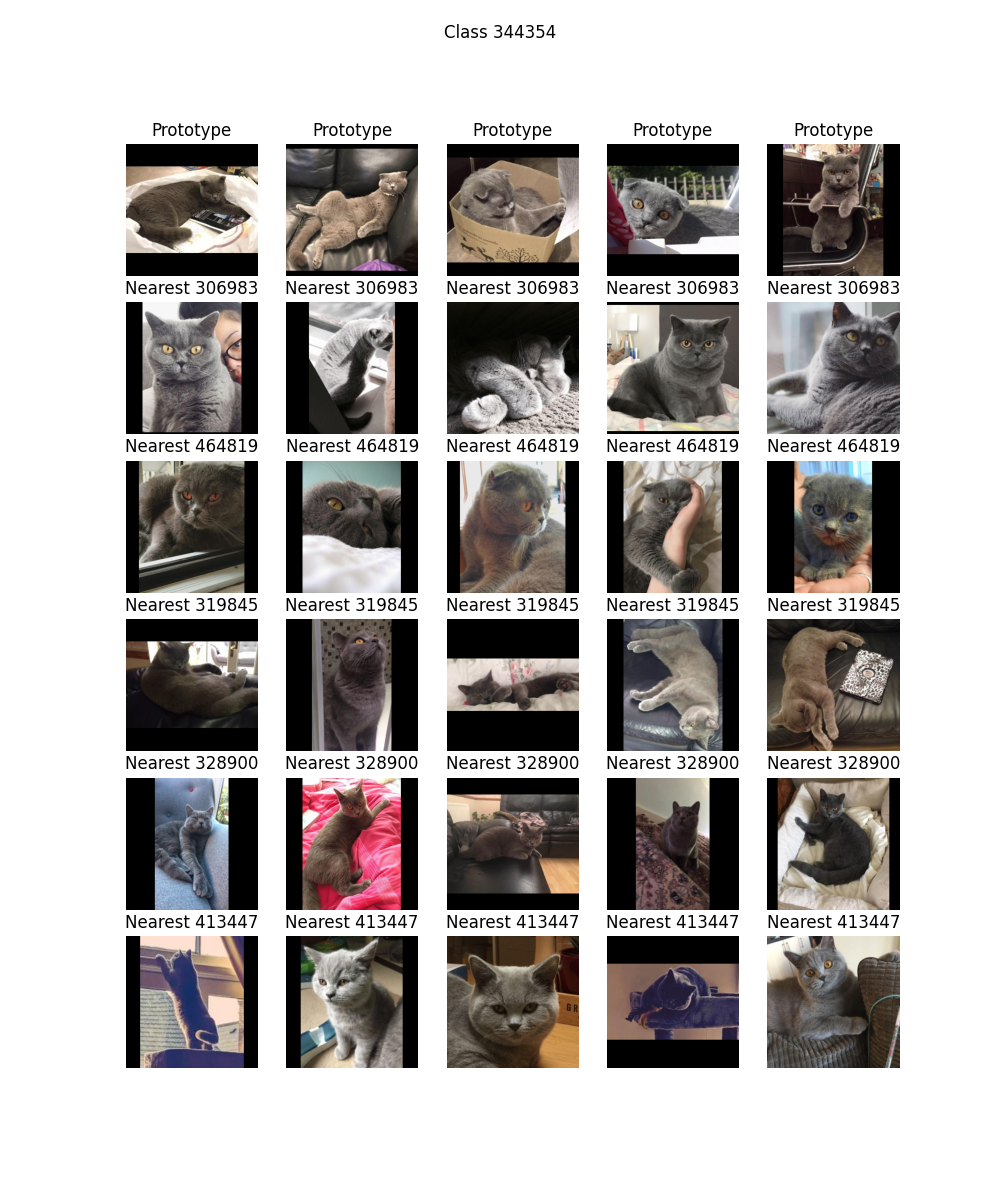 Class 344354
Prototype Prototype Prototype Prototype Prototype
Nearest 306983 Nearest 306983 Nearest 306983 Nearest 306983 Nearest 306983
Nearest 464819 Nearest 464819 Nearest 464819 Nearest 464819 Nearest 464819
Nearest 319845 Nearest 319845 Nearest 319845 Nearest 319845 Nearest 319845
Nearest 328900 Nearest 328900 Nearest 328900 Nearest 328900 Nearest 328900
Nearest 413447 Nearest 413447 Nearest 413447 Nearest 413447 Nearest 413447
GR